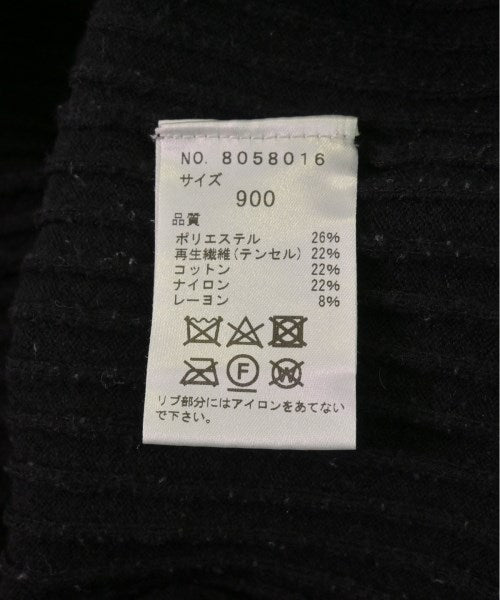 NO. 8058016
サイズ
900
品質
ポリエステル 26%
再生繊維(テンセル) 22%
コットン 22%
ナイロン 22%
レーヨン 8%
F W
リブ部分にはアイロンをあてない
で下さい。